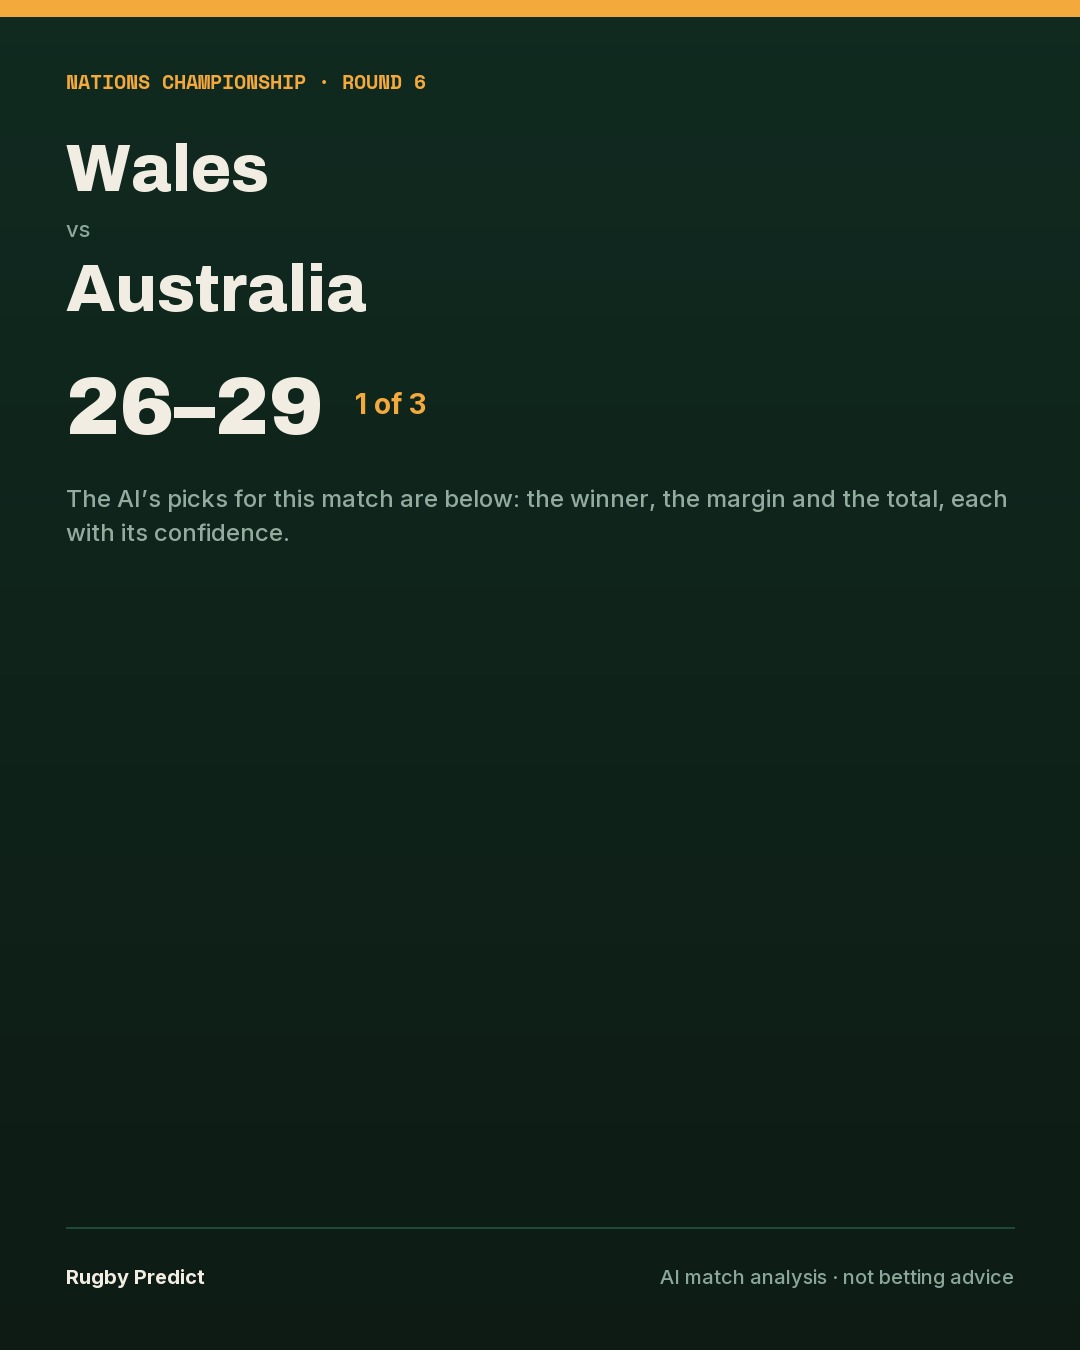 NATIONS CHAMPIONSHIP · ROUND 6
Wales
vs
Australia
26–29 1 of 3
The AI’s picks for this match are below: the winner, the margin and the total, each
with its confidence.
Rugby Predict AI match analysis · not betting advice